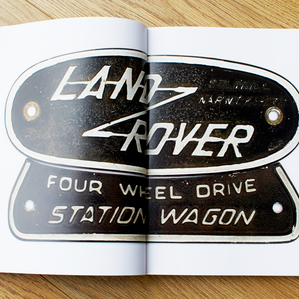 LAND
ROVER
FOUR WHEEL DRIVE
STATION WAGON